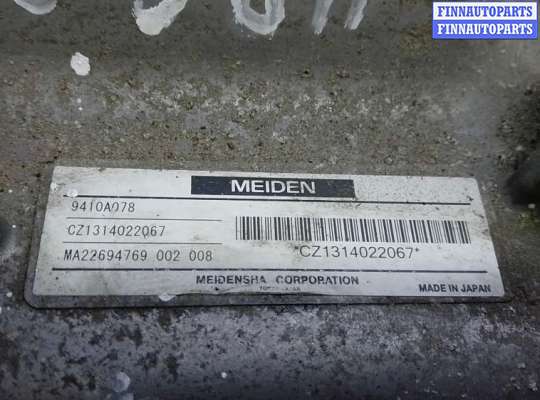 FINNAUTOPARTS
FINNAUTOPARTS
MEIDEN
9410A078
CZ1314022067
MA22694769 002 008
*CZ1314022067*
MEIDENSHA CORPORATION
MADE IN JAPAN